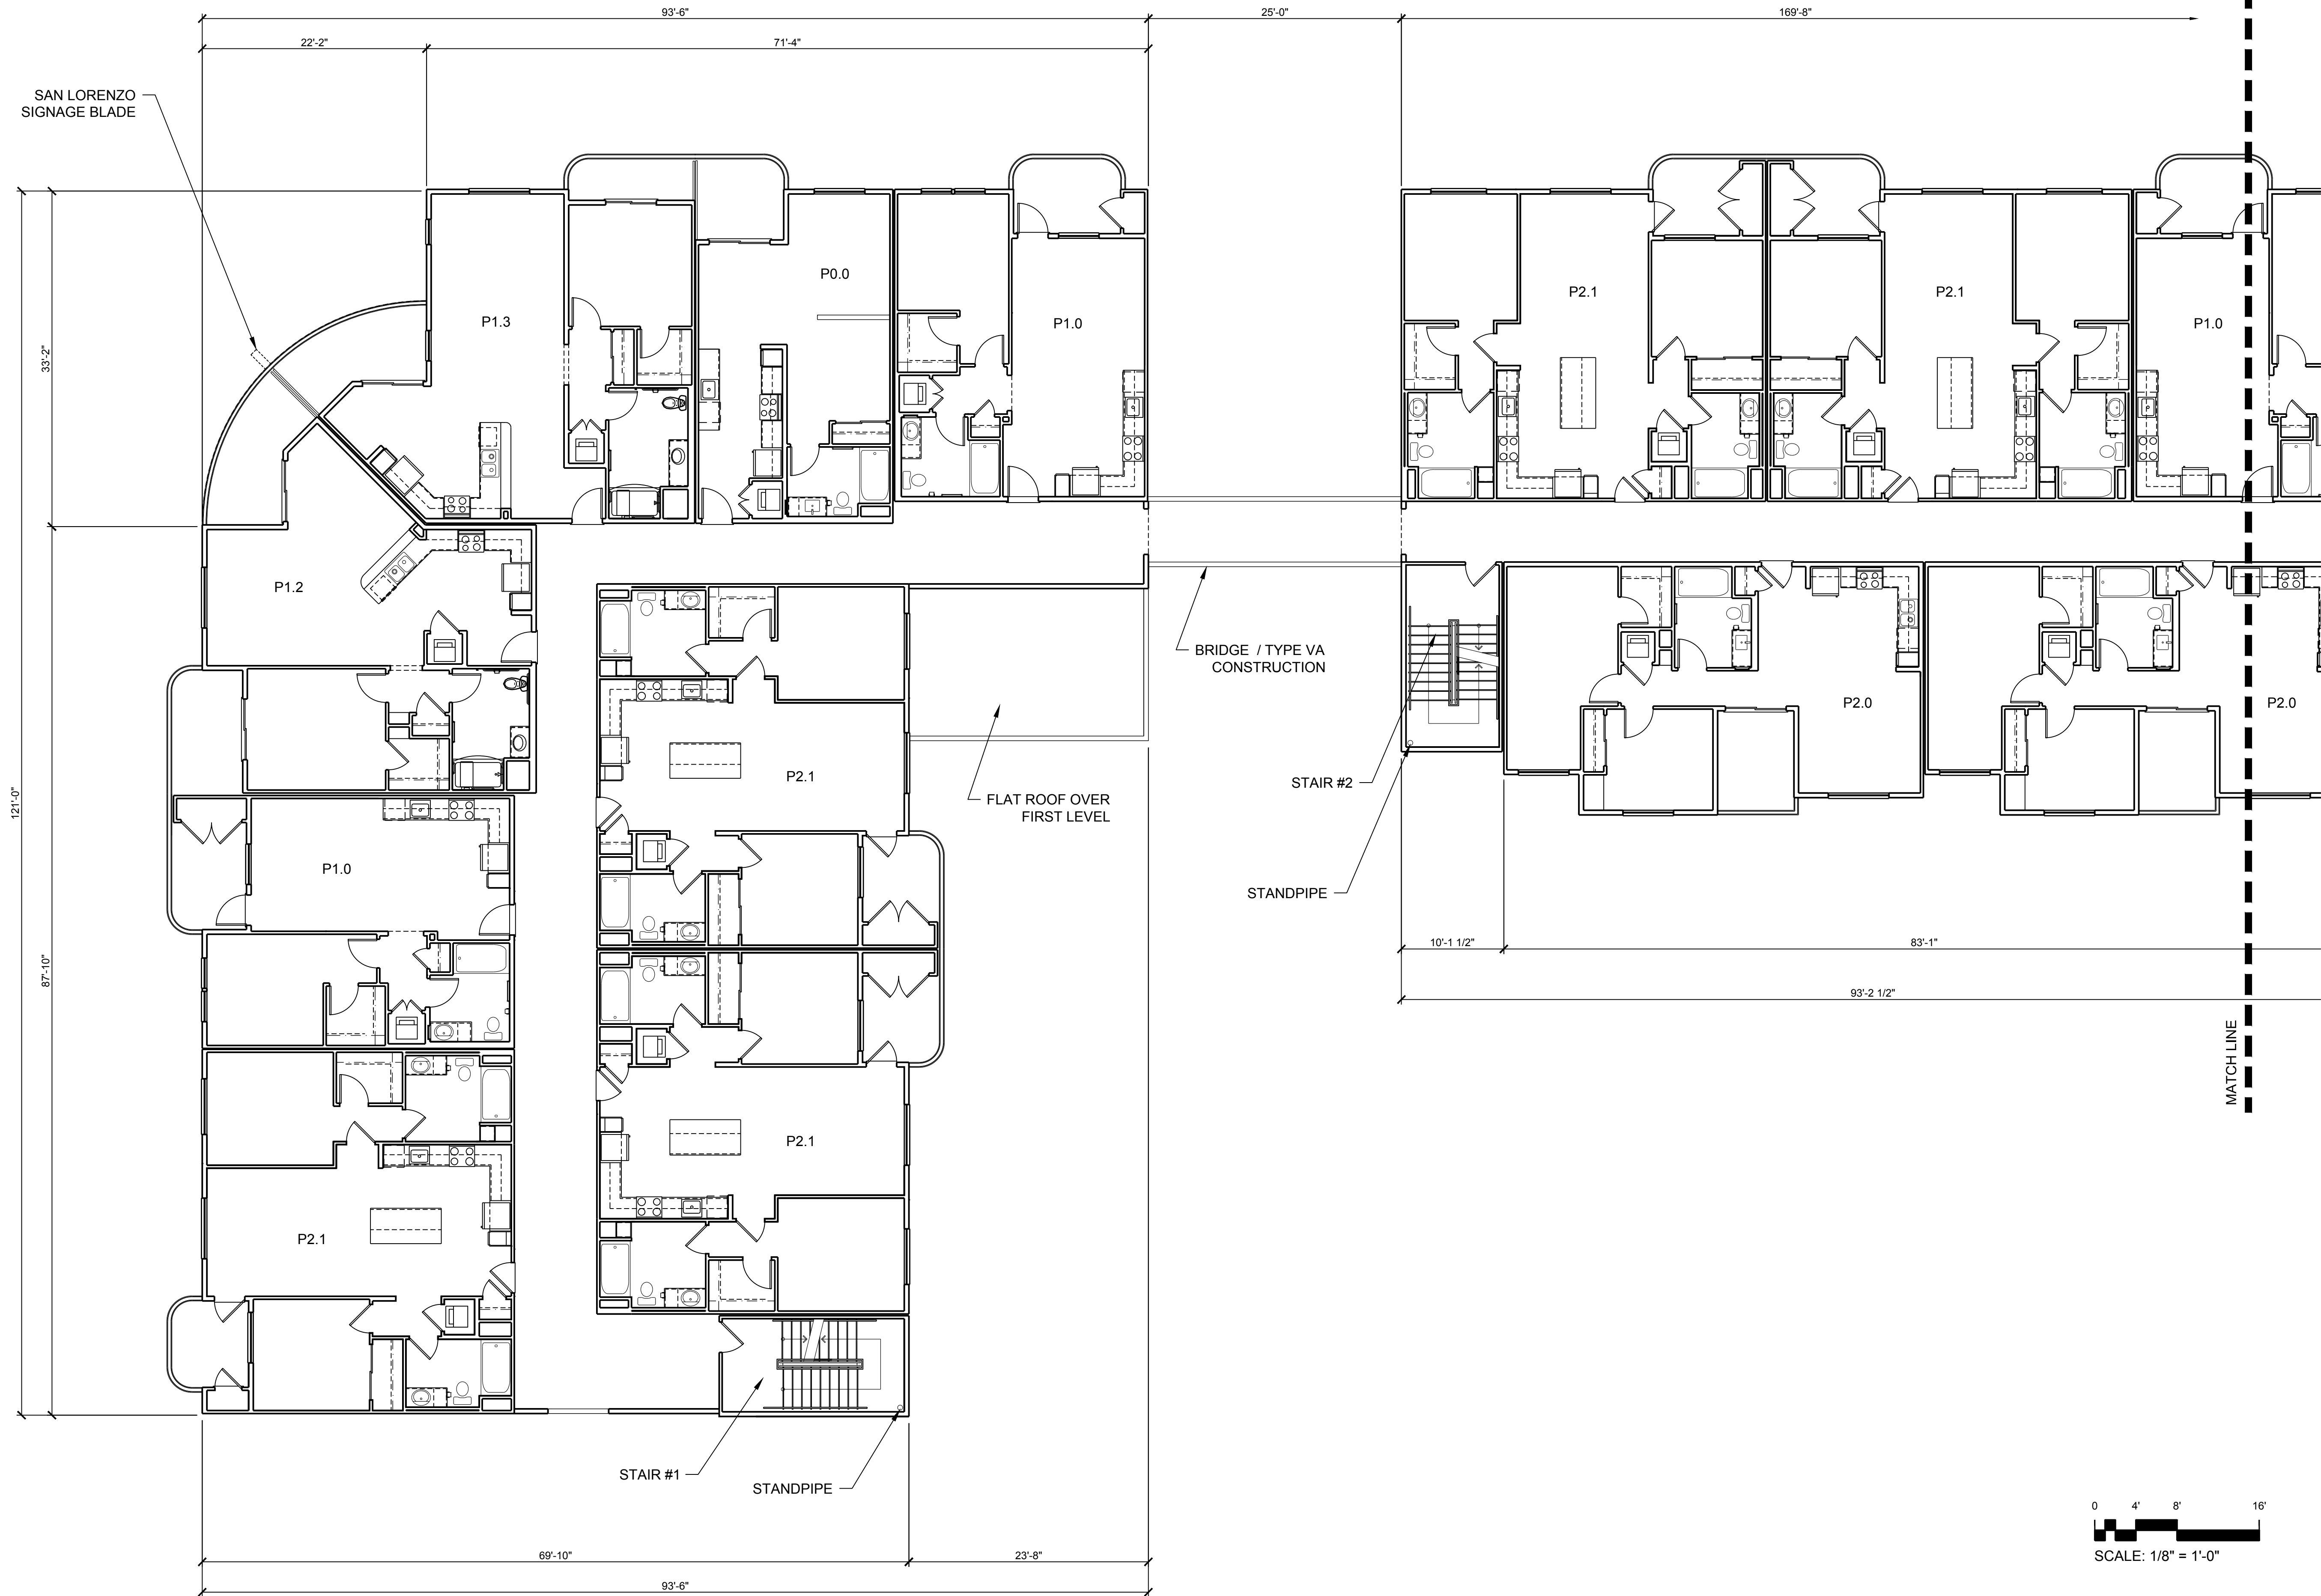 93'-6"
25'-0"
169'-8"
22'-2"
71'-4"
SAN LORENZO
SIGNAGE BLADE
P1.3
P0.0
P1.0
P2.1
P2.1
P1.0
33'-2"
P1.2
BRIDGE / TYPE VA
CONSTRUCTION
P2.0
P2.0
P2.1
STAIR #2
FLAT ROOF OVER
FIRST LEVEL
121'-0"
P1.0
STANDPIPE
87'-10"
10'-1 1/2"
83'-1"
93'-2 1/2"
MATCH LINE
P2.1
P2.1
STAIR #1
STANDPIPE
0 4' 8' 16'
SCALE: 1/8" = 1'-0"
69'-10"
23'-8"
93'-6"